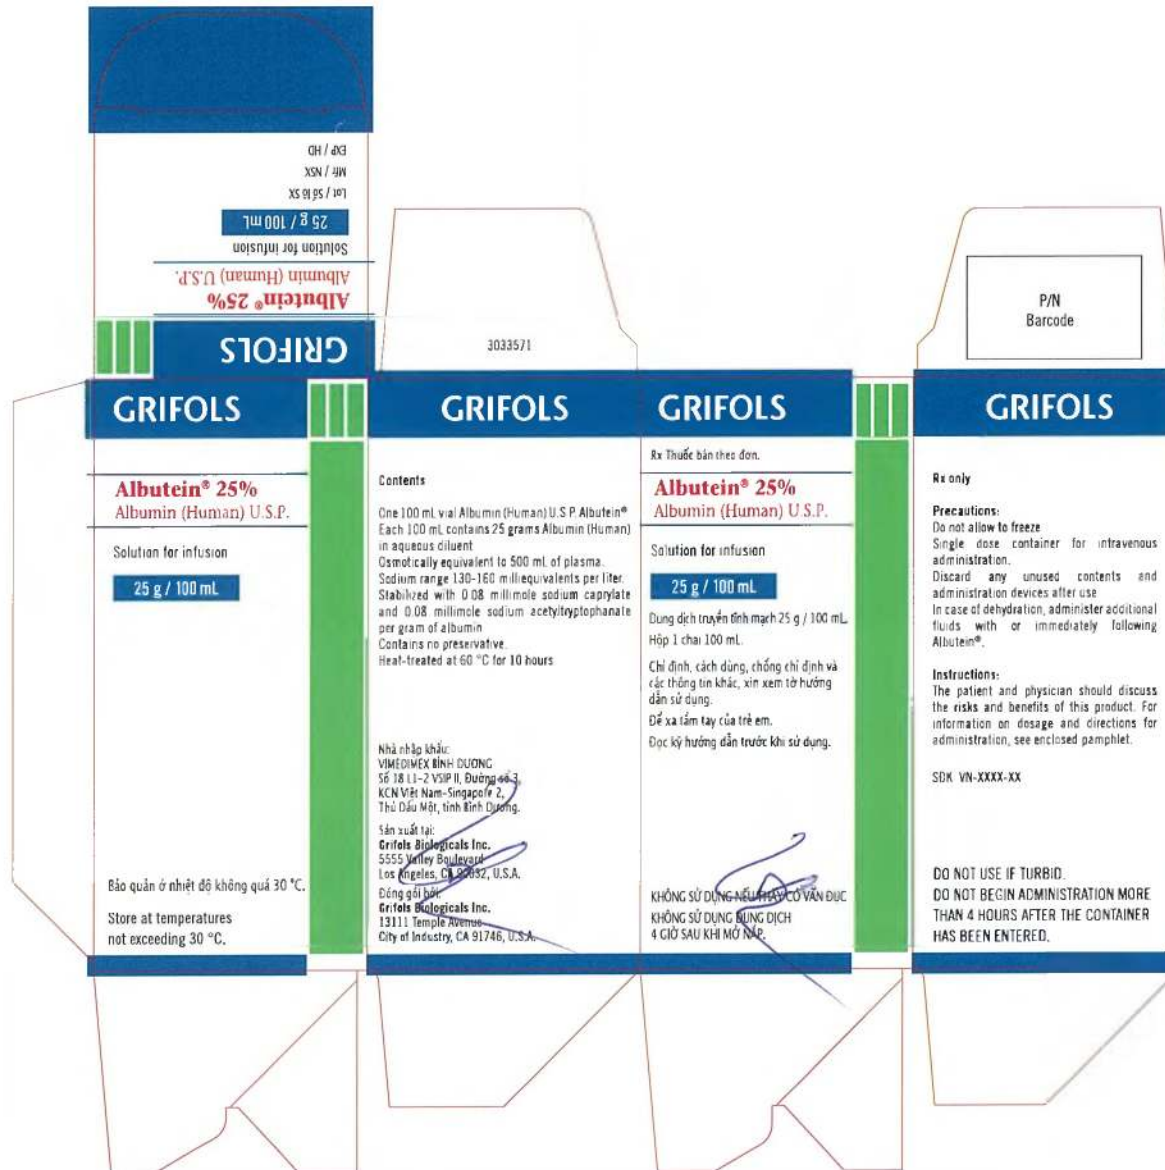 EXP / HD
Mfr / NSX
Lot / Số lô SX
25 g / 100 mL
Solution for infusion
Albumin (Human) U.S.P.
Albutein® 25%
GRIFOLS
3033571
P/N
Barcode
GRIFOLS
Albutein® 25%
Albumin (Human) U.S.P.
Solution for infusion
25 g / 100 mL
Bảo quản ở nhiệt độ không quá 30 °C.
Store at temperatures
not exceeding 30 °C.
GRIFOLS
Contents
One 100 mL vial Albumin (Human) U.S.P. Albutein®
Each 100 mL contains 25 grams Albumin (Human)
in aqueous diluent
Osmotically equivalent to 500 mL of plasma.
Sodium range 130-160 milliequivalents per liter.
Stabilized with 0.08 millimole sodium caprylate
and 0.08 millimole sodium acetyltryptophanate
per gram of albumin
Contains no preservative.
Heat-treated at 60 °C for 10 hours
Nhà nhập khẩu:
VIMEDIMEX BÌNH DƯƠNG
Số 18 L1-2 VSIP II, Đường số 3,
KCN Việt Nam-Singapore 2,
Thủ Dầu Một, tỉnh Bình Dương.
Sản xuất tại:
Grifols Biologicals Inc.
5555 Valley Boulevard
Los Angeles, CA 90032, U.S.A.
Đóng gói bởi:
Grifols Biologicals Inc.
13111 Temple Avenue
City of Industry, CA 91746, U.S.A.
GRIFOLS
Rx Thuốc bán theo đơn.
Albutein® 25%
Albumin (Human) U.S.P.
Solution for infusion
25 g / 100 mL
Dung dịch truyền tĩnh mạch 25 g / 100 mL.
Hộp 1 chai 100 mL.
Chỉ định, cách dùng, chống chỉ định và
các thông tin khác, xin xem tờ hướng
dẫn sử dụng.
Để xa tầm tay của trẻ em.
Đọc kỹ hướng dẫn trước khi sử dụng.
KHÔNG SỬ DỤNG NẾU THẤY CÓ VẨN ĐỤC
KHÔNG SỬ DỤNG DUNG DỊCH
4 GIỜ SAU KHI MỞ NẮP.
GRIFOLS
Rx only
Precautions:
Do not allow to freeze
Single dose container for intravenous
administration.
Discard any unused contents and
administration devices after use
In case of dehydration, administer additional
fluids with or immediately following
Albutein®.
Instructions:
The patient and physician should discuss
the risks and benefits of this product. For
information on dosage and directions for
administration, see enclosed pamphlet.
SDK VN-XXXX-XX
DO NOT USE IF TURBID.
DO NOT BEGIN ADMINISTRATION MORE
THAN 4 HOURS AFTER THE CONTAINER
HAS BEEN ENTERED.